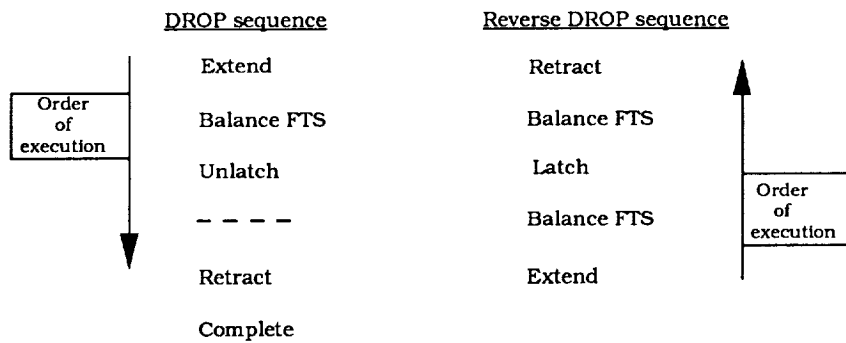 DROP sequence
Reverse DROP sequence
Order
of
execution
Extend
Balance FTS
Unlatch
– – – –
Retract
Complete
Retract
Balance FTS
Latch
Balance FTS
Extend
Order
of
execution